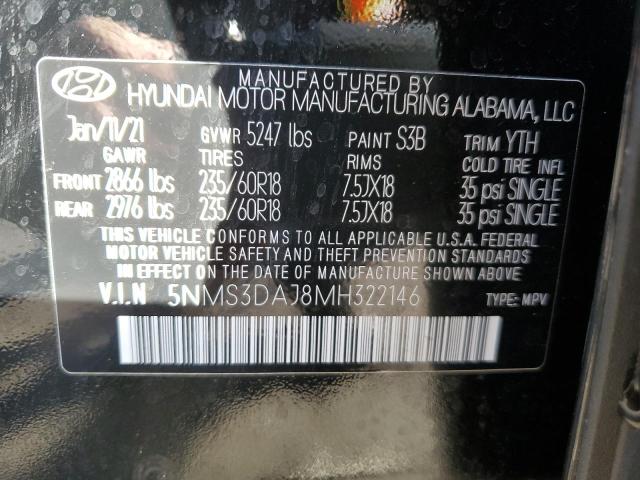 MANUFACTURED BY
HYUNDAI MOTOR MANUFACTURING ALABAMA, LLC
Jan/11/21 GVWR 5247 lbs PAINT S3B TRIM YTH
GAWR TIRES RIMS COLD TIRE INFL
FRONT 2866 lbs 235/60R18 7.5JX18 35 psi SINGLE
REAR 2976 lbs 235/60R18 7.5JX18 35 psi SINGLE
THIS VEHICLE CONFORMS TO ALL APPLICABLE U.S.A. FEDERAL
MOTOR VEHICLE SAFETY AND THEFT PREVENTION STANDARDS
IN EFFECT ON THE DATE OF MANUFACTURE SHOWN ABOVE.
V.I.N 5NMS3DAJ8MH322146 TYPE: MPV